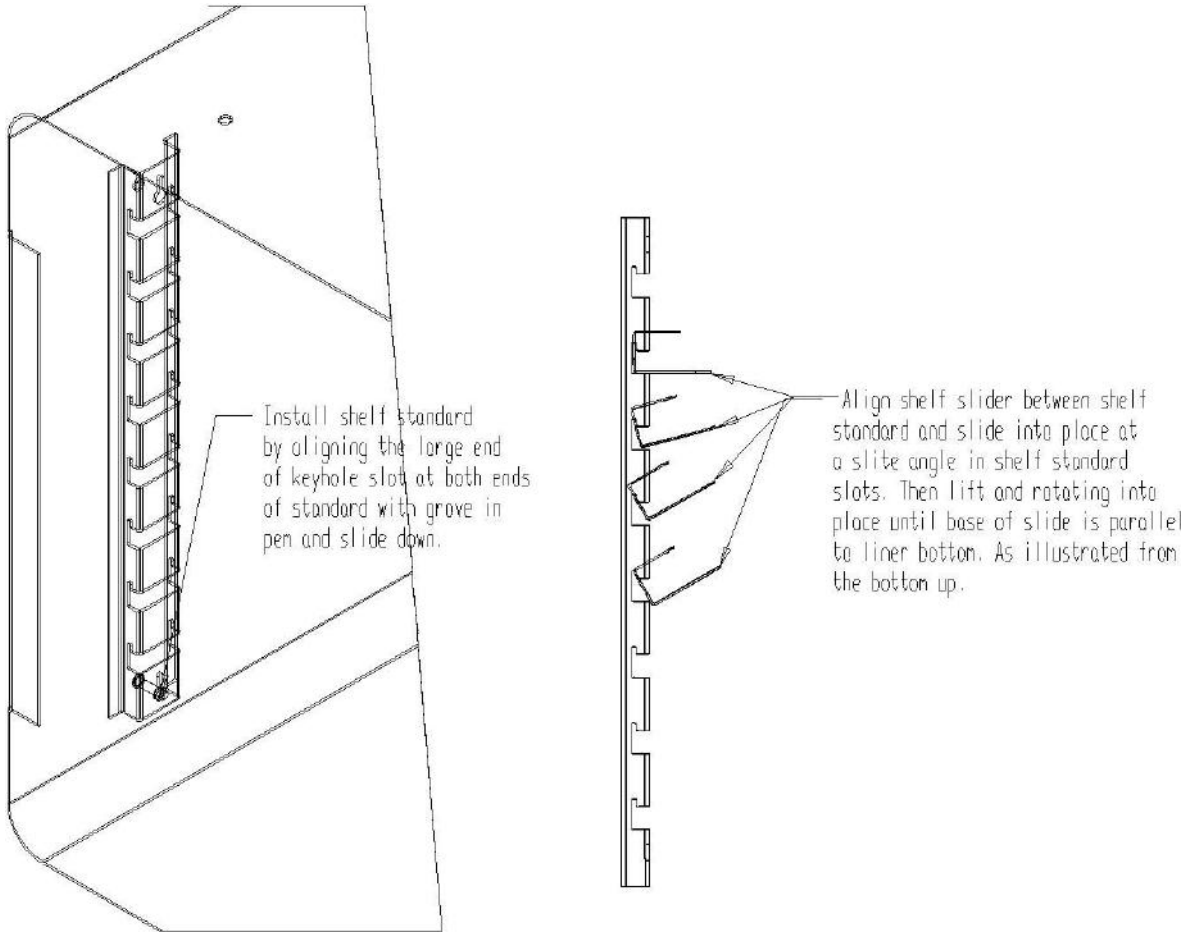 Install shelf standard
by aligning the large end
of keyhole slot at both ends
of standard with grove in
pem and slide down.
Align shelf slider between shelf
standard and slide into place at
a slite angle in shelf standard
slots. Then lift and rotating into
place until base of slide is parallel
to liner bottom. As illustrated from
the bottom up.